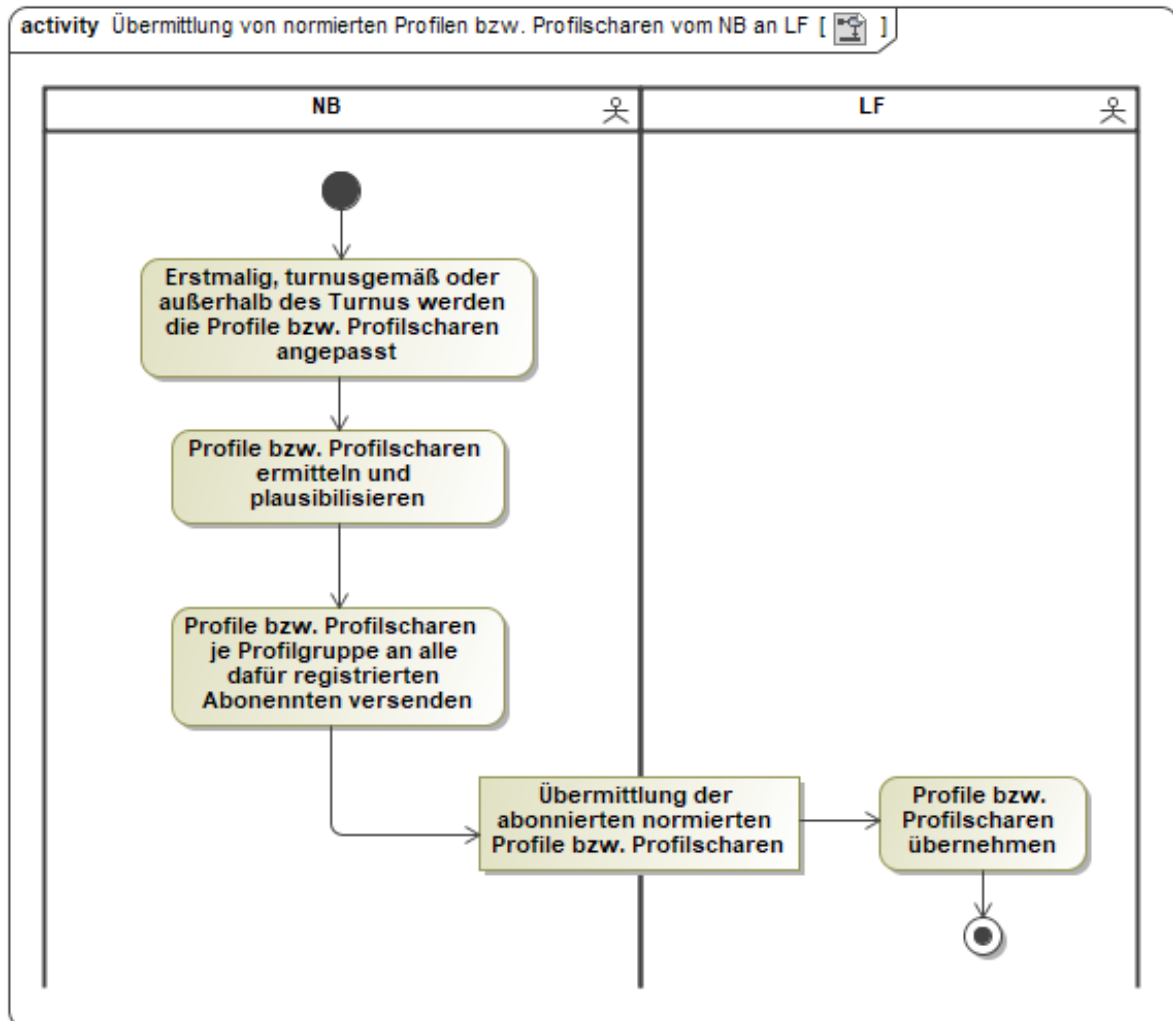 activity Übermittlung von normierten Profilen bzw. Profilscharen vom NB an LF [ ]
NB
LF
Erstmalig, turnusgemäß oder
außerhalb des Turnus werden
die Profile bzw. Profilscharen
angepasst
Profile bzw. Profilscharen
ermitteln und
plausibilisieren
Profile bzw. Profilscharen
je Profilgruppe an alle
dafür registrierten
Abonennten versenden
Übermittlung der
abonnierten normierten
Profile bzw. Profilscharen
Profile bzw.
Profilscharen
übernehmen